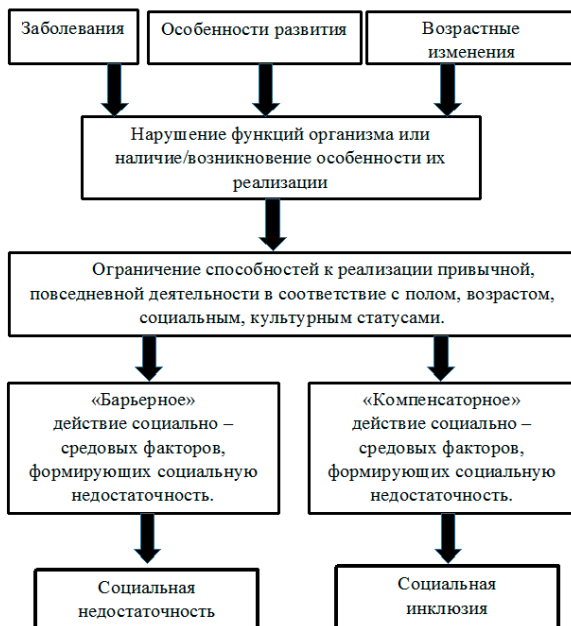 Заболевания
Особенности развития
Возрастные
изменения
Нарушение функций организма или
наличие/возникновение особенности их
реализации
Ограничение способностей к реализации привычной,
повседневной деятельности в соответствие с полом, возрастом,
социальным, культурным статусами.
«Барьерное»
действие социально –
средовых факторов,
формирующих социальную
недостаточность.
«Компенсаторное»
действие социально –
средовых факторов,
формирующих социальную
недостаточность.
Социальная
недостаточность
Социальная
инклюзия